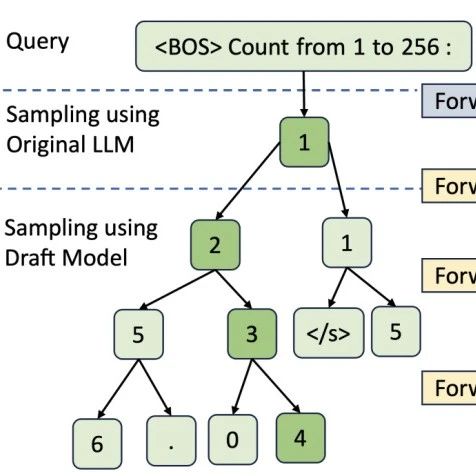 Query
<BOS> Count from 1 to 256 :
Forw
Sampling using
Original LLM
1
Forw
Sampling using
Draft Model
2
1
Forw
5
3
</s>
5
Forw
6
.
0
4